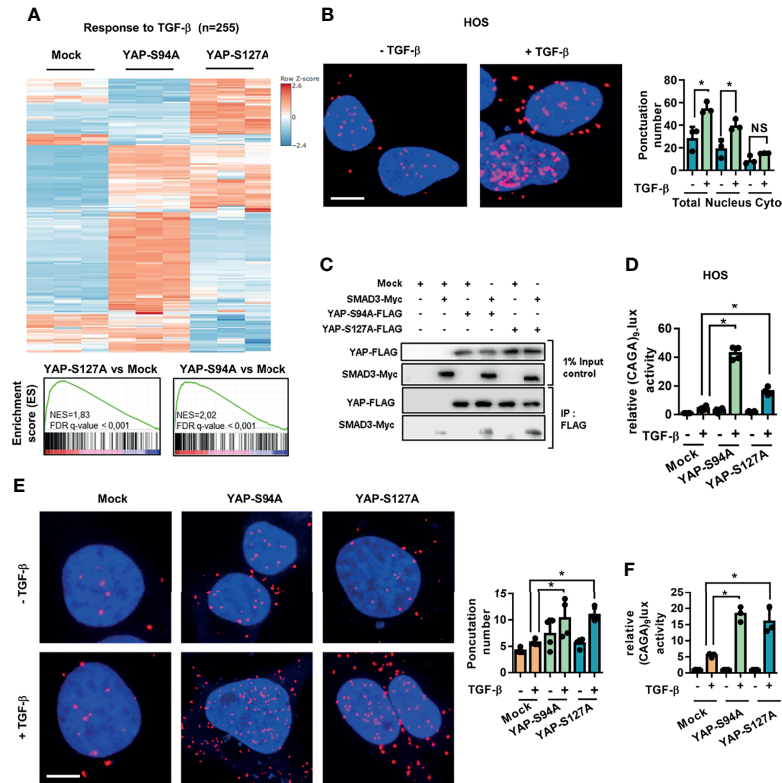 A
Response to TGF-β (n=255)
Mock YAP-S94A YAP-S127A
Row Z-score
2.6
−2.4
YAP-S127A vs Mock YAP-S94A vs Mock
Enrichment
score (ES)
NES=1,83
FDR q-value < 0,001
NES=2,02
FDR q-value < 0,001
B
HOS
- TGF-β + TGF-β
Ponctuation
number
80
60
40
20
0
* * NS
- + - + - +
TGF-β
Total Nucleus Cyto
C
Mock + + + - + -
SMAD3-Myc - + - + - +
YAP-S94A-FLAG - - + + - -
YAP-S127A-FLAG - - - - + +
YAP-FLAG
SMAD3-Myc
1% Input
control
YAP-FLAG
SMAD3-Myc
IP :
FLAG
D
HOS
relative (CAGA)9-lux
activity
60
40
20
0
*
*
TGF-β - + - + - +
Mock
YAP-S94A
YAP-S127A
E
Mock YAP-S94A YAP-S127A
- TGF-β
+ TGF-β
Poncutation
number
15
10
5
0
*
*
TGF-β - + - + - +
Mock
YAP-S94A
YAP-S127A
F
relative
(CAGA)9lux
activity
25
20
15
10
5
0
*
*
TGF-β - + - + - +
Mock
YAP-S94A
YAP-S127A